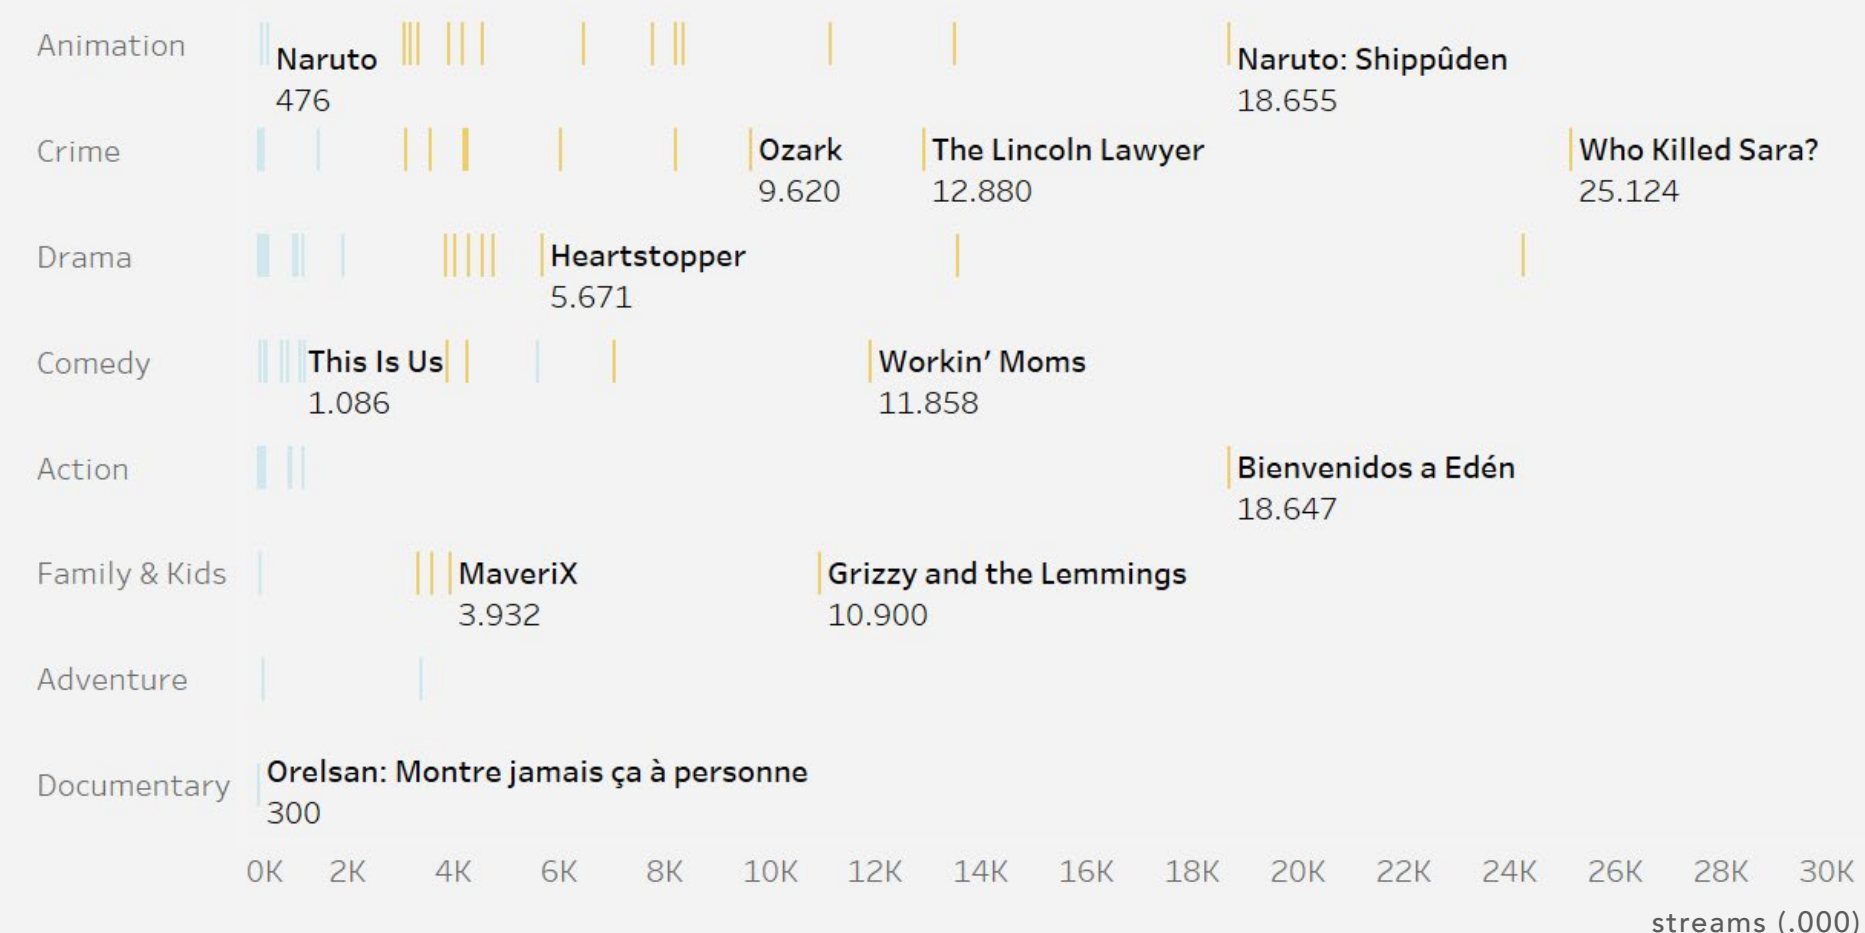 Animation
Naruto
476
Naruto: Shippûden
18.655
Crime
Ozark
9.620
The Lincoln Lawyer
12.880
Who Killed Sara?
25.124
Drama
Heartstopper
5.671
Comedy
This Is Us
1.086
Workin’ Moms
11.858
Action
Bienvenidos a Edén
18.647
Family & Kids
MaveriX
3.932
Grizzy and the Lemmings
10.900
Adventure
Documentary
Orelsan: Montre jamais ça à personne
300
0K 2K 4K 6K 8K 10K 12K 14K 16K 18K 20K 22K 24K 26K 28K 30K
streams (.000)